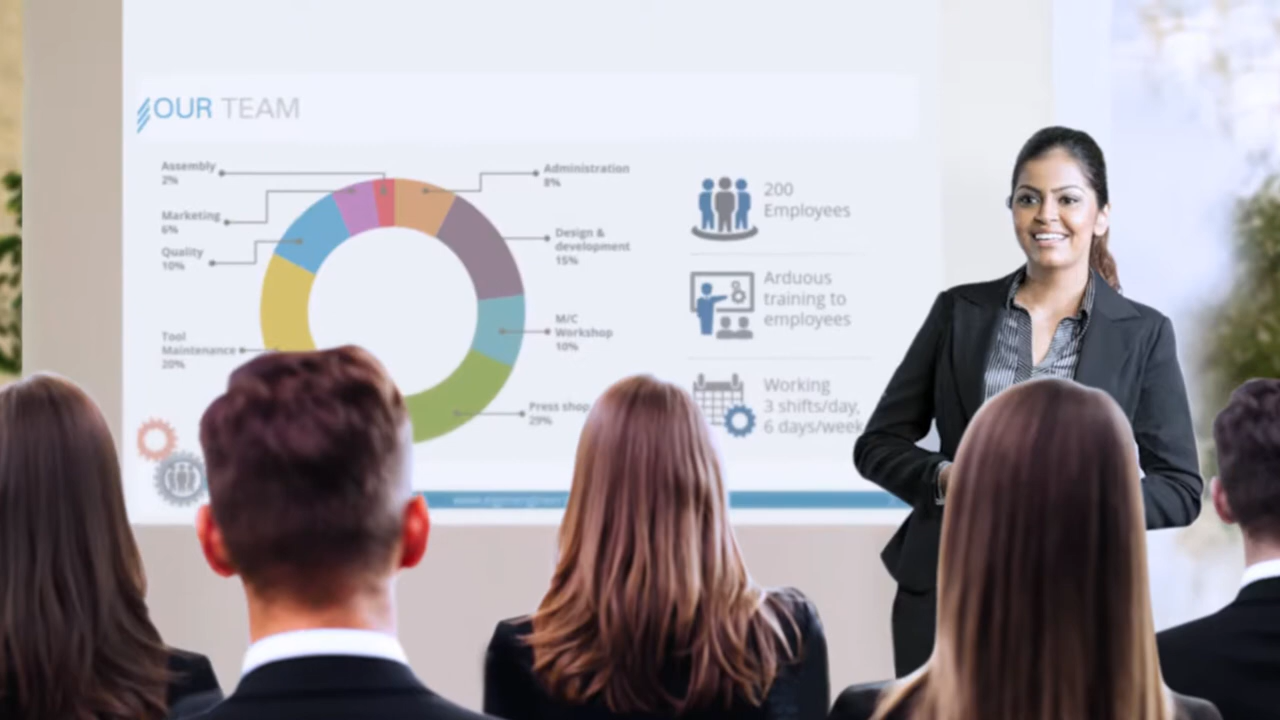 OUR TEAM
Assembly
2%
Marketing
6%
Quality
10%
Tool
Maintenance
20%
Administration
8%
Design &
development
15%
M/C
Workshop
10%
Press shop
29%
200
Employees
Arduous
training to
employees
Working
3 shifts/day,
6 days/week